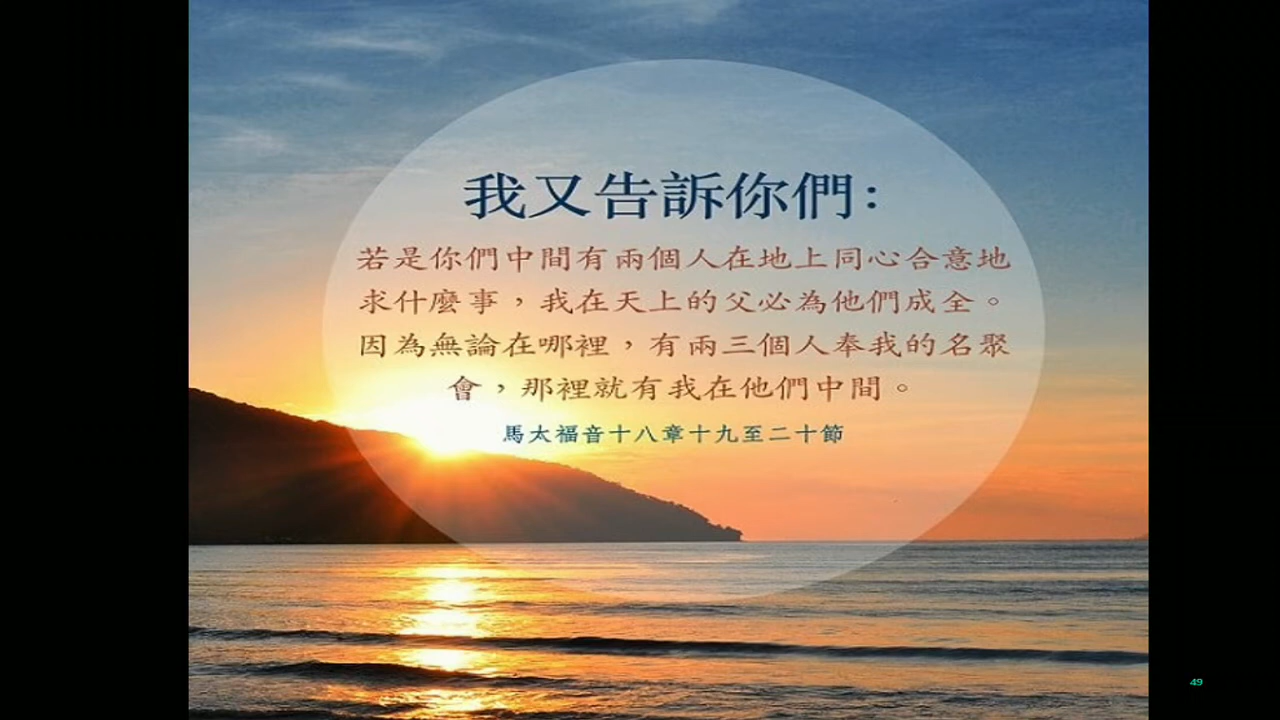 我又告訴你們:
若是你們中間有兩個人在地上同心合意地
求什麼事，我在天上的父必為他們成全。
因為無論在哪裡，有兩三個人奉我的名聚
會，那裡就有我在他們中間。
馬太福音十八章十九至二十節
49